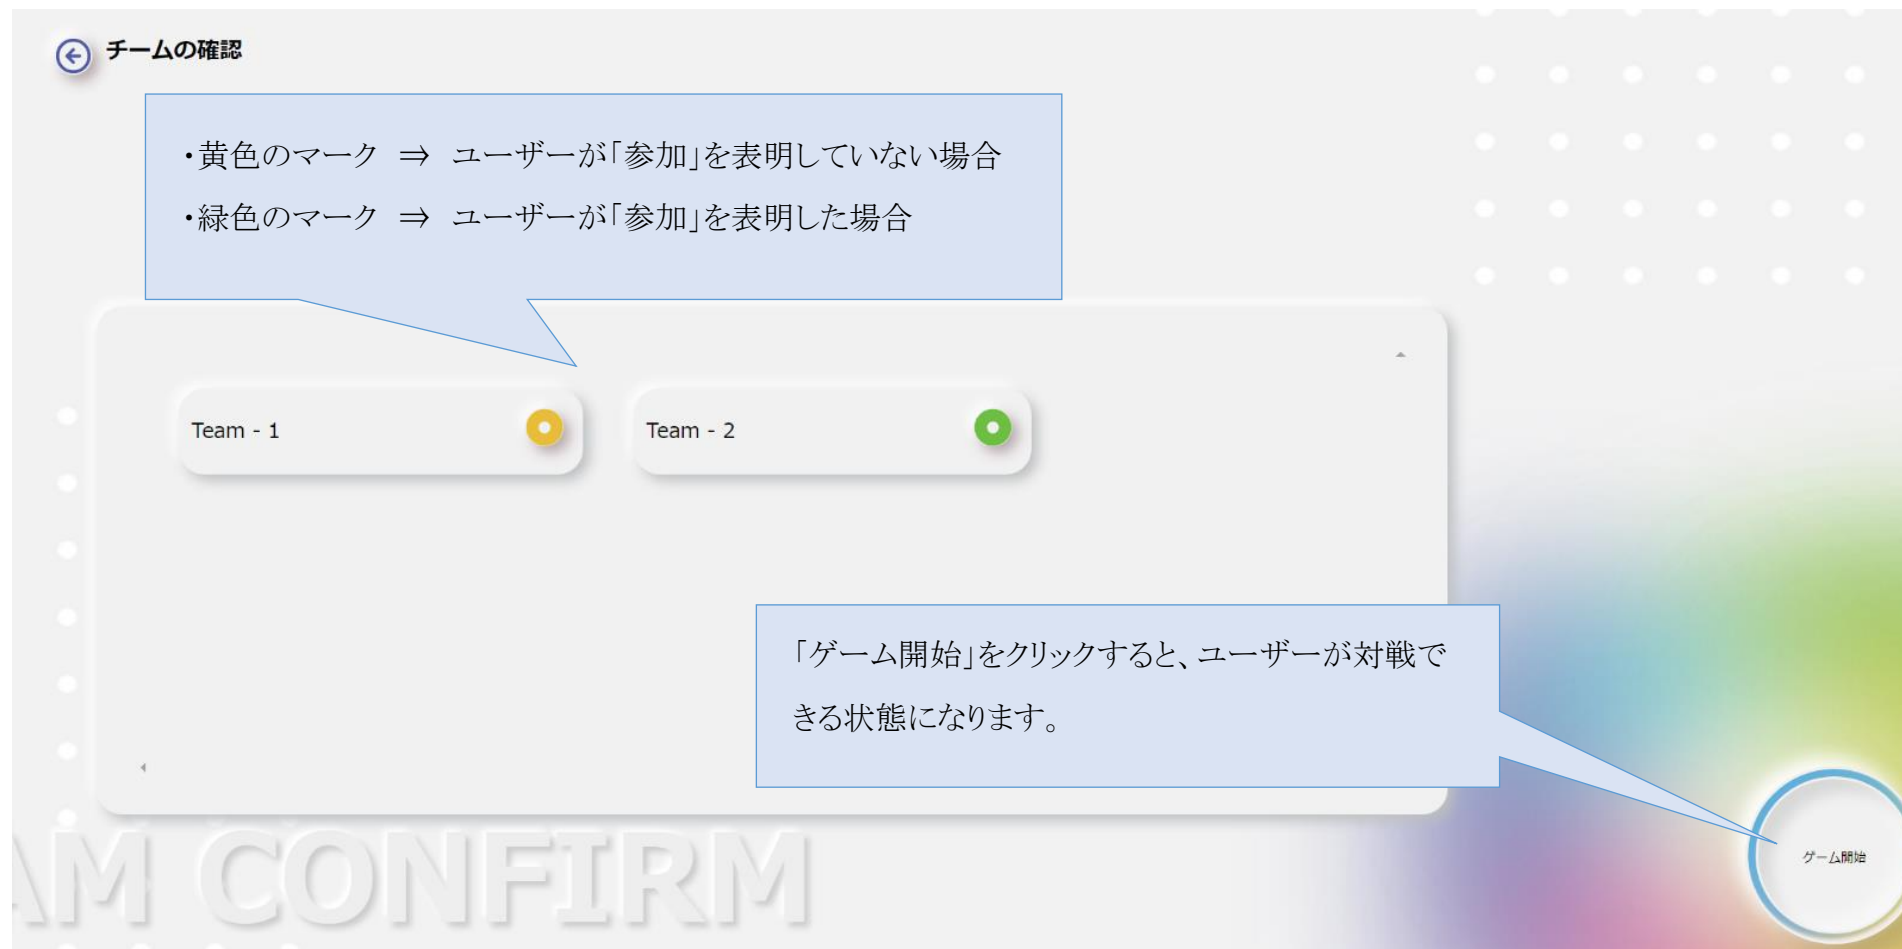 チームの確認
・黄色のマーク ⇒ ユーザーが「参加」を表明していない場合
・緑色のマーク ⇒ ユーザーが「参加」を表明した場合
Team - 1
Team - 2
「ゲーム開始」をクリックすると、ユーザーが対戦で
きる状態になります。
ゲーム開始
AM CONFIRM